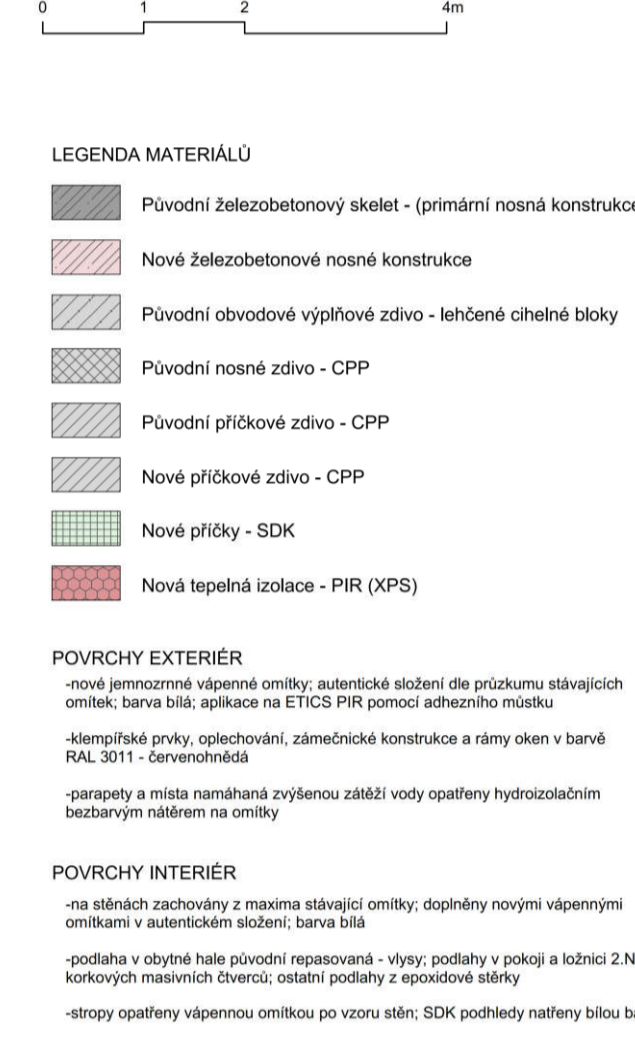 0 1 2 4m
LEGENDA MATERIÁLŮ
Původní železobetonový skelet - (primární nosná konstrukce
Nové železobetonové nosné konstrukce
Původní obvodové výplňové zdivo - lehčené cihelné bloky
Původní nosné zdivo - CPP
Původní příčkové zdivo - CPP
Nové příčkové zdivo - CPP
Nové příčky - SDK
Nová tepelná izolace - PIR (XPS)
POVRCHY EXTERIÉR
-nové jemnozrnné vápenné omítky; autentické složení dle průzkumu stávajících
omítek; barva bílá; aplikace na ETICS PIR pomocí adhezního můstku
-klempířské prvky, oplechování, zámečnické konstrukce a rámy oken v barvě
RAL 3011 - červenohnědá
-parapety a místa namáhaná zvýšenou zátěží vody opatřeny hydroizolačním
bezbarvým nátěrem na omítky
POVRCHY INTERIÉR
-na stěnách zachovány z maxima stávající omítky; doplněny novými vápennými
omítkami v autentickém složení; barva bílá
-podlaha v obytné hale původní repasovaná - vlysy; podlahy v pokoji a ložnici 2.N
korkových masivních čtverců; ostatní podlahy z epoxidové stěrky
-stropy opatřeny vápennou omítkou po vzoru stěn; SDK podhledy natřeny bílou ba